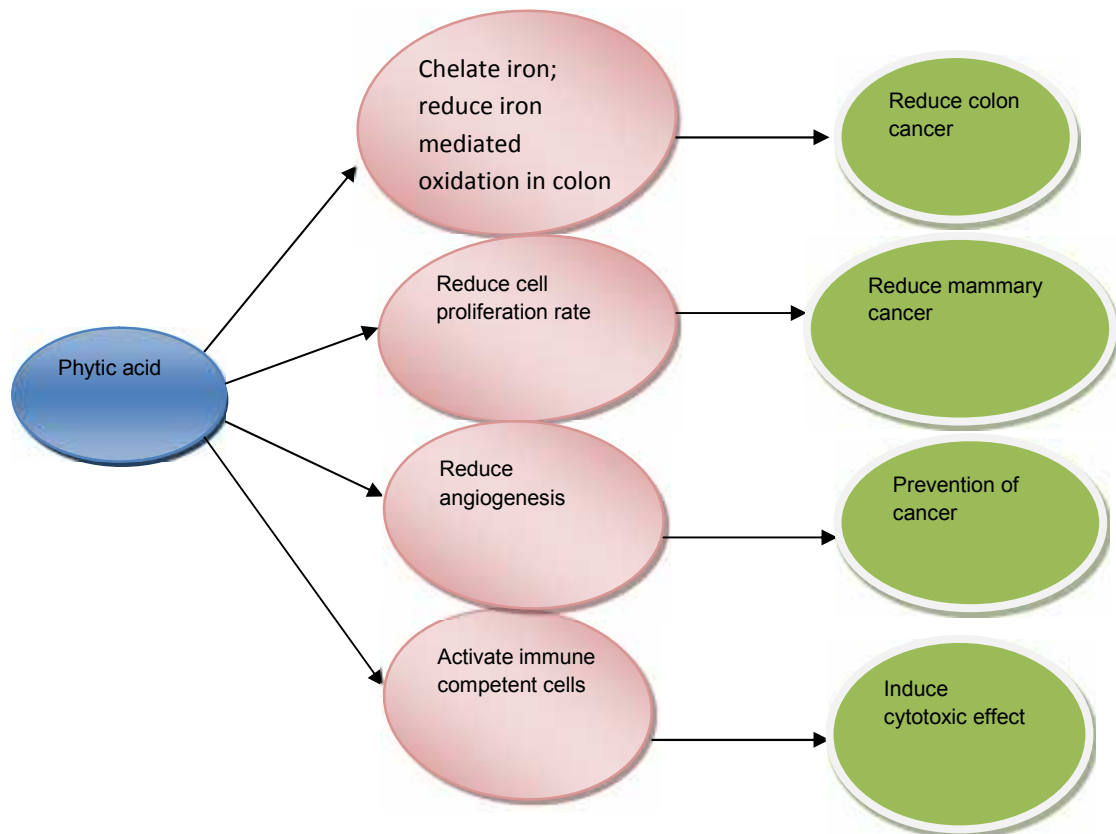 Phytic acid
Chelate iron;
reduce iron
mediated
oxidation in colon
Reduce colon
cancer
Reduce cell
proliferation rate
Reduce mammary
cancer
Reduce
angiogenesis
Prevention of
cancer
Activate immune
competent cells
Induce
cytotoxic effect